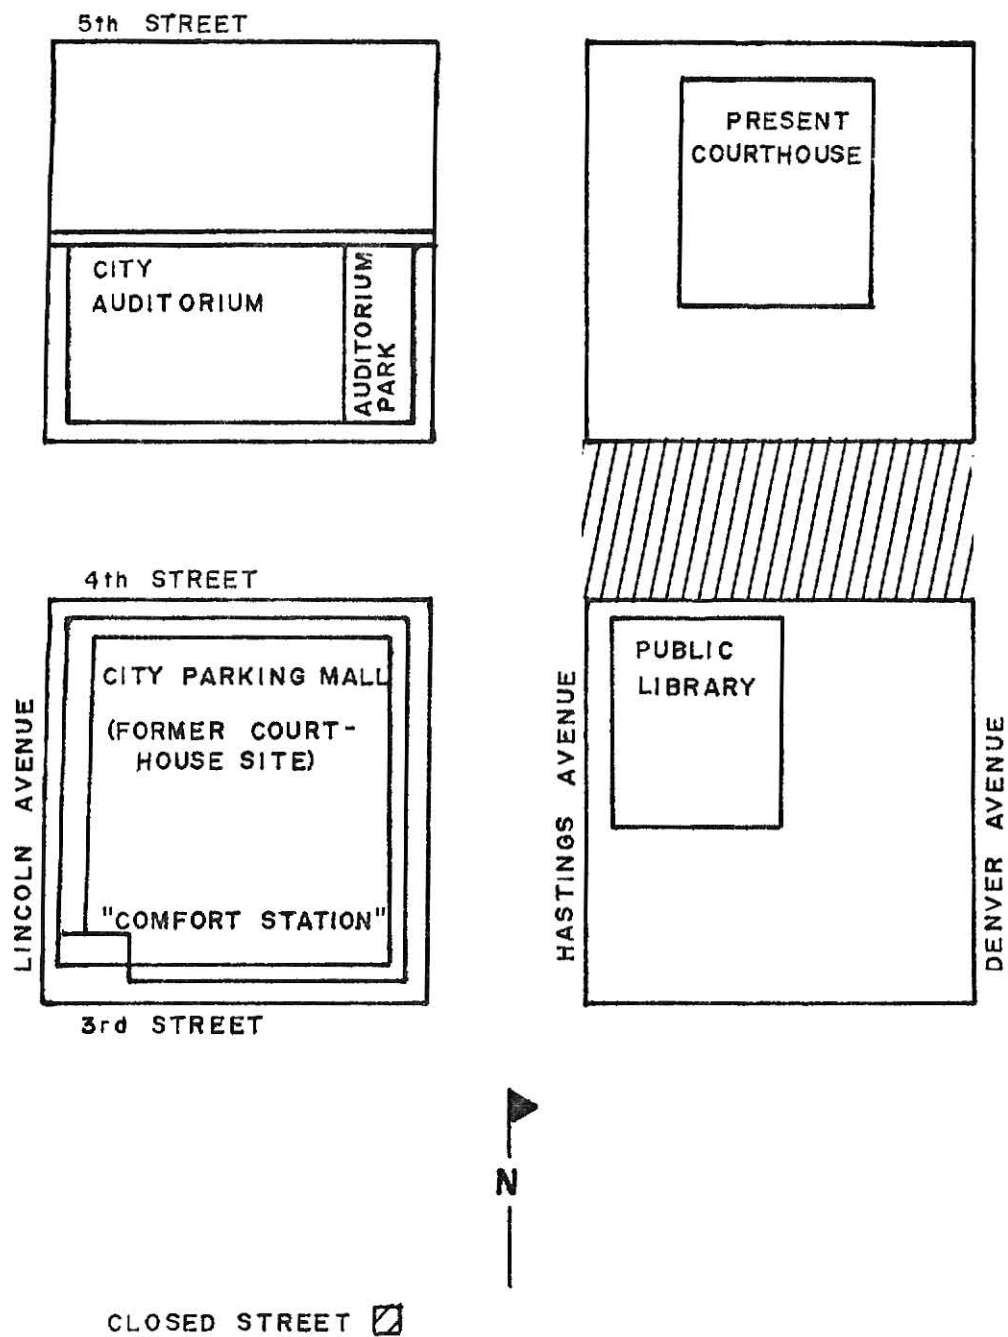 5th STREET
PRESENT
COURTHOUSE
CITY
AUDITORIUM
AUDITORIUM
PARK
4th STREET
CITY PARKING MALL
(FORMER COURT-
HOUSE SITE)
"COMFORT STATION"
LINCOLN AVENUE
3rd STREET
HASTINGS AVENUE
PUBLIC
LIBRARY
DENVER AVENUE
N
CLOSED STREET